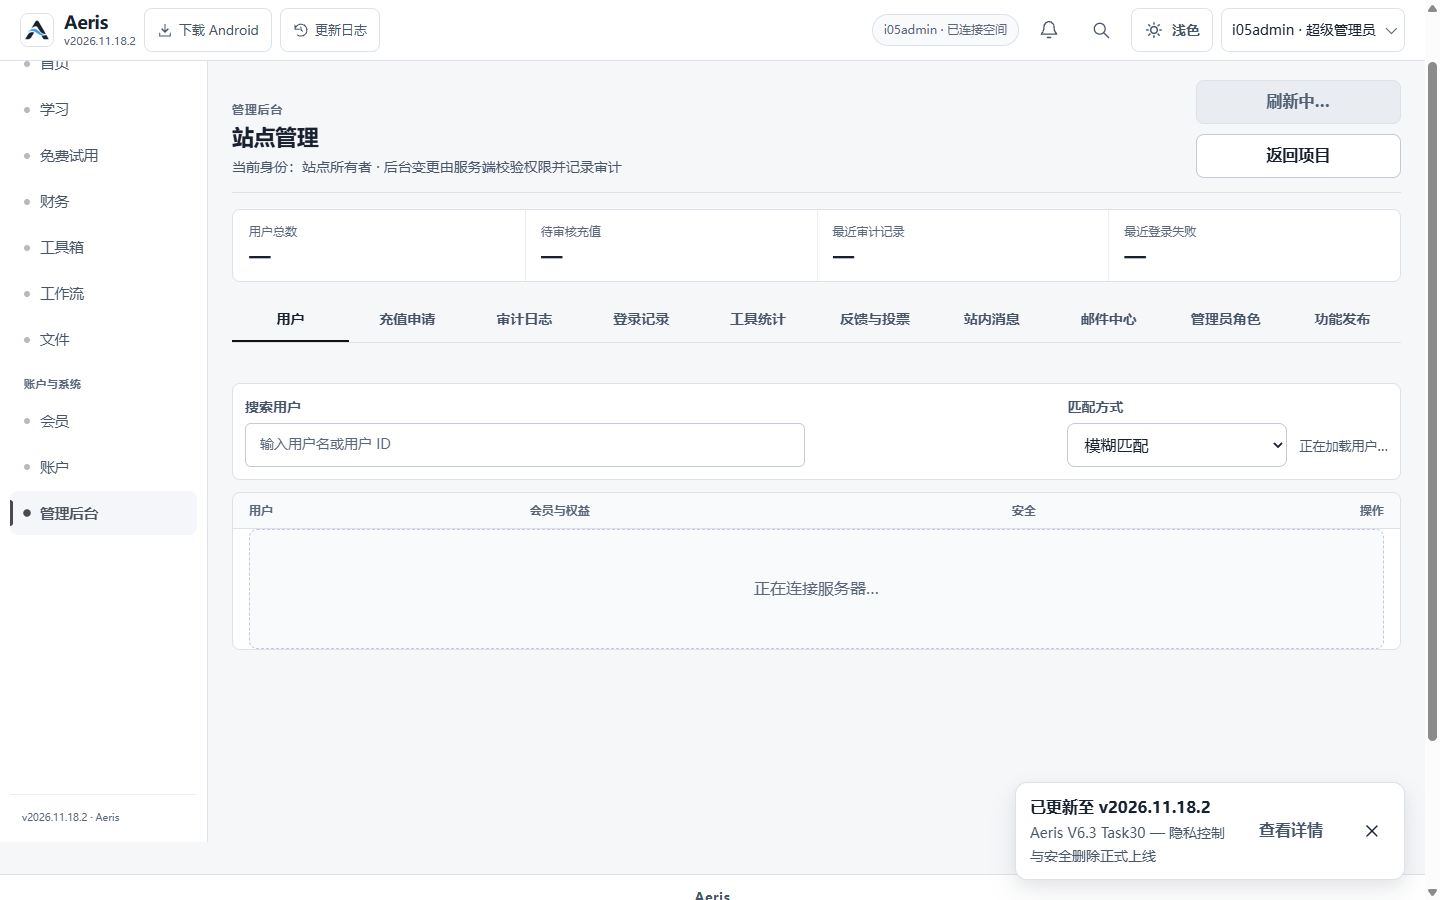 Aeris
v2026.11.18.2
下载 Android
更新日志
i05admin · 已连接空间
浅色
i05admin · 超级管理员
首页
学习
免费试用
财务
工具箱
工作流
文件
账户与系统
会员
账户
管理后台
v2026.11.18.2 · Aeris
管理后台
站点管理
当前身份：站点所有者 · 后台变更由服务端校验权限并记录审计
刷新中...
返回项目
用户总数
—
待审核充值
—
最近审计记录
—
最近登录失败
—
用户
充值申请
审计日志
登录记录
工具统计
反馈与投票
站内消息
邮件中心
管理员角色
功能发布
搜索用户
输入用户名或用户 ID
匹配方式
模糊匹配
正在加载用户...
用户
会员与权益
安全
操作
正在连接服务器...
已更新至 v2026.11.18.2
Aeris V6.3 Task30 — 隐私控制
与安全删除正式上线
查看详情
Aeris